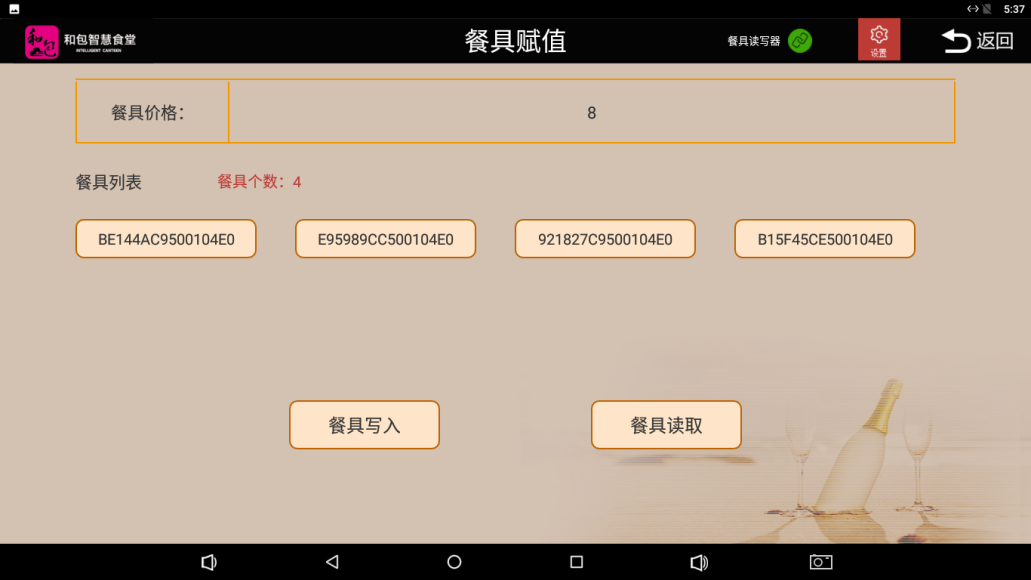 5:37
和包
和包智慧食堂
INTELLIGENT CANTEEN
餐具赋值
餐具读写器
设置
返回
餐具价格：
8
餐具列表
餐具个数：4
BE144AC9500104E0
E95989CC500104E0
921827C9500104E0
B15F45CE500104E0
餐具写入
餐具读取